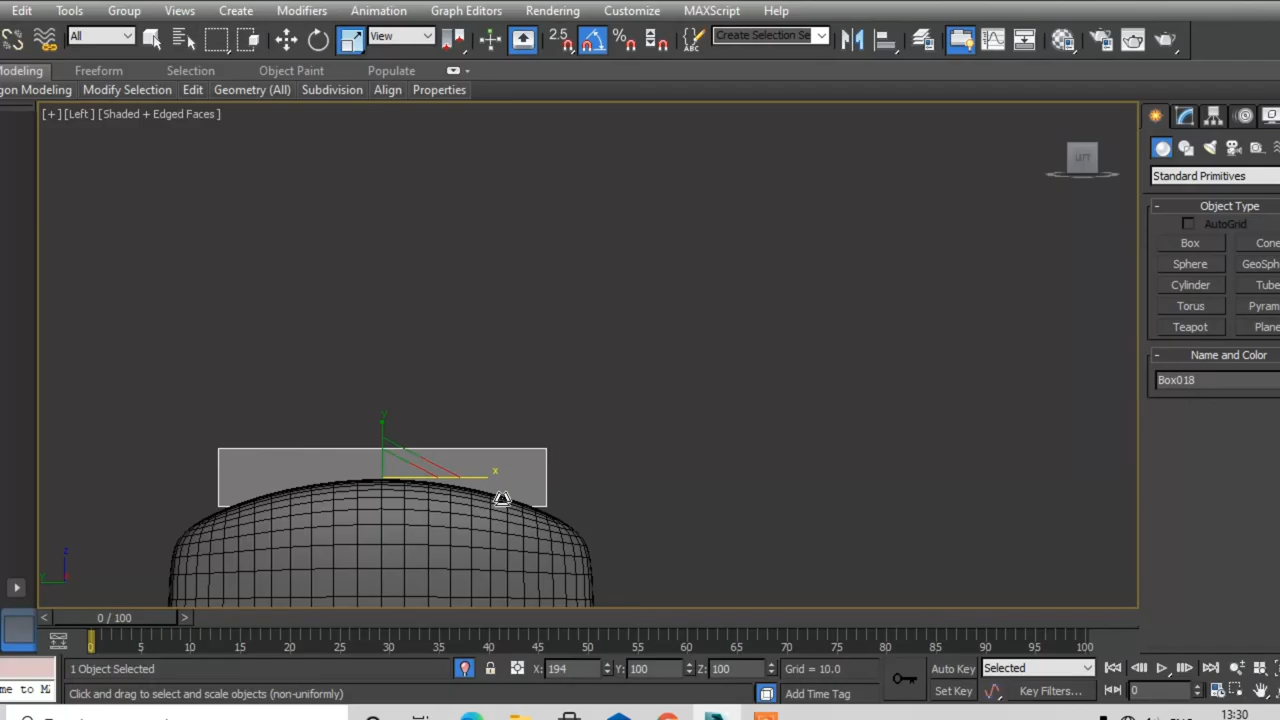 Edit Tools Group Views Create Modifiers Animation Graph Editors Rendering Customize MAXScript Help
All View 2.5 % ABC Create Selection Se
Modeling Freeform Selection Object Paint Populate
gon Modeling Modify Selection Edit Geometry (All) Subdivision Align Properties
[+] [Left] [Shaded + Edged Faces ]
Standard Primitives
- Object Type
AutoGrid
Box Cone
Sphere GeoSph
Cylinder Tube
Torus Pyram
Teapot Plane
- Name and Color
Box018
y
x
z
y
< 0 / 100 >
0 5 10 15 20 25 30 35 40 45 50 55 60 65 70 75 80 85 90 95 100
1 Object Selected X: 194 Y: 100 Z: 100 Grid = 10.0 Auto Key Selected
me to M
Click and drag to select and scale objects (non-uniformly) Add Time Tag Set Key Key Filters... 0
13:30